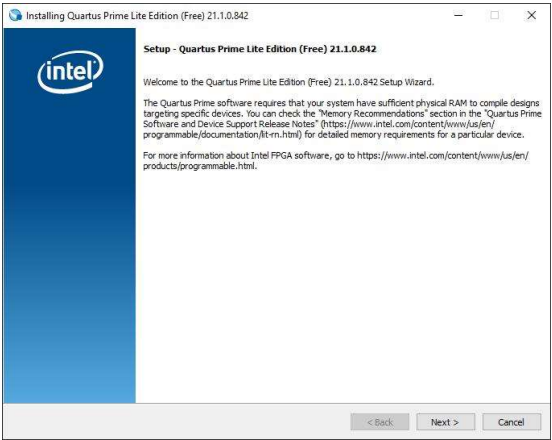 Installing Quartus Prime Lite Edition (Free) 21.1.0.842
intel
Setup - Quartus Prime Lite Edition (Free) 21.1.0.842
Welcome to the Quartus Prime Lite Edition (Free) 21.1.0.842 Setup Wizard.
The Quartus Prime software requires that your system have sufficient physical RAM to compile designs
targeting specific devices. You can check the "Memory Recommendations" section in the "Quartus Prime
Software and Device Support Release Notes" (https://www.intel.com/content/www/us/en/
programmable/documentation/lit-rn.html) for detailed memory requirements for a particular device.
For more information about Intel FPGA software, go to https://www.intel.com/content/www/us/en/
products/programmable.html.
< Back
Next >
Cancel